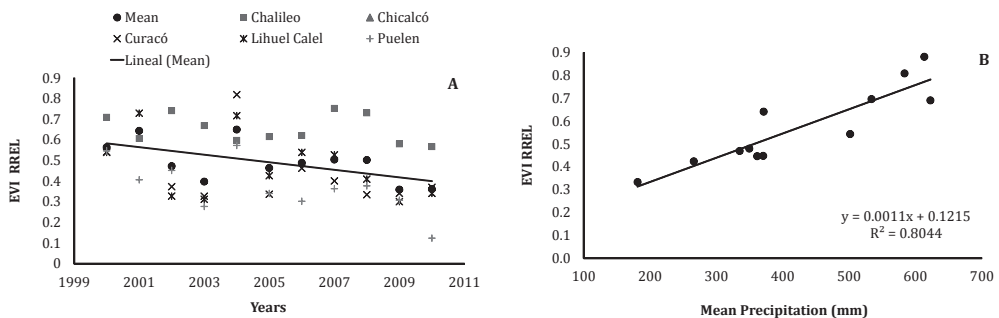 Mean Chalileo Chicalcó
Curacó Lihuel Calel Puelen
Lineal (Mean)
A
0.9
0.8
0.7
0.6
0.5
0.4
0.3
0.2
0.1
0
EVI RREL
1999 2001 2003 2005 2007 2009 2011
Years
B
0.9
0.8
0.7
0.6
0.5
0.4
0.3
0.2
0.1
0.0
EVI RREL
y = 0.0011x + 0.1215
R² = 0.8044
100 200 300 400 500 600 700
Mean Precipitation (mm)